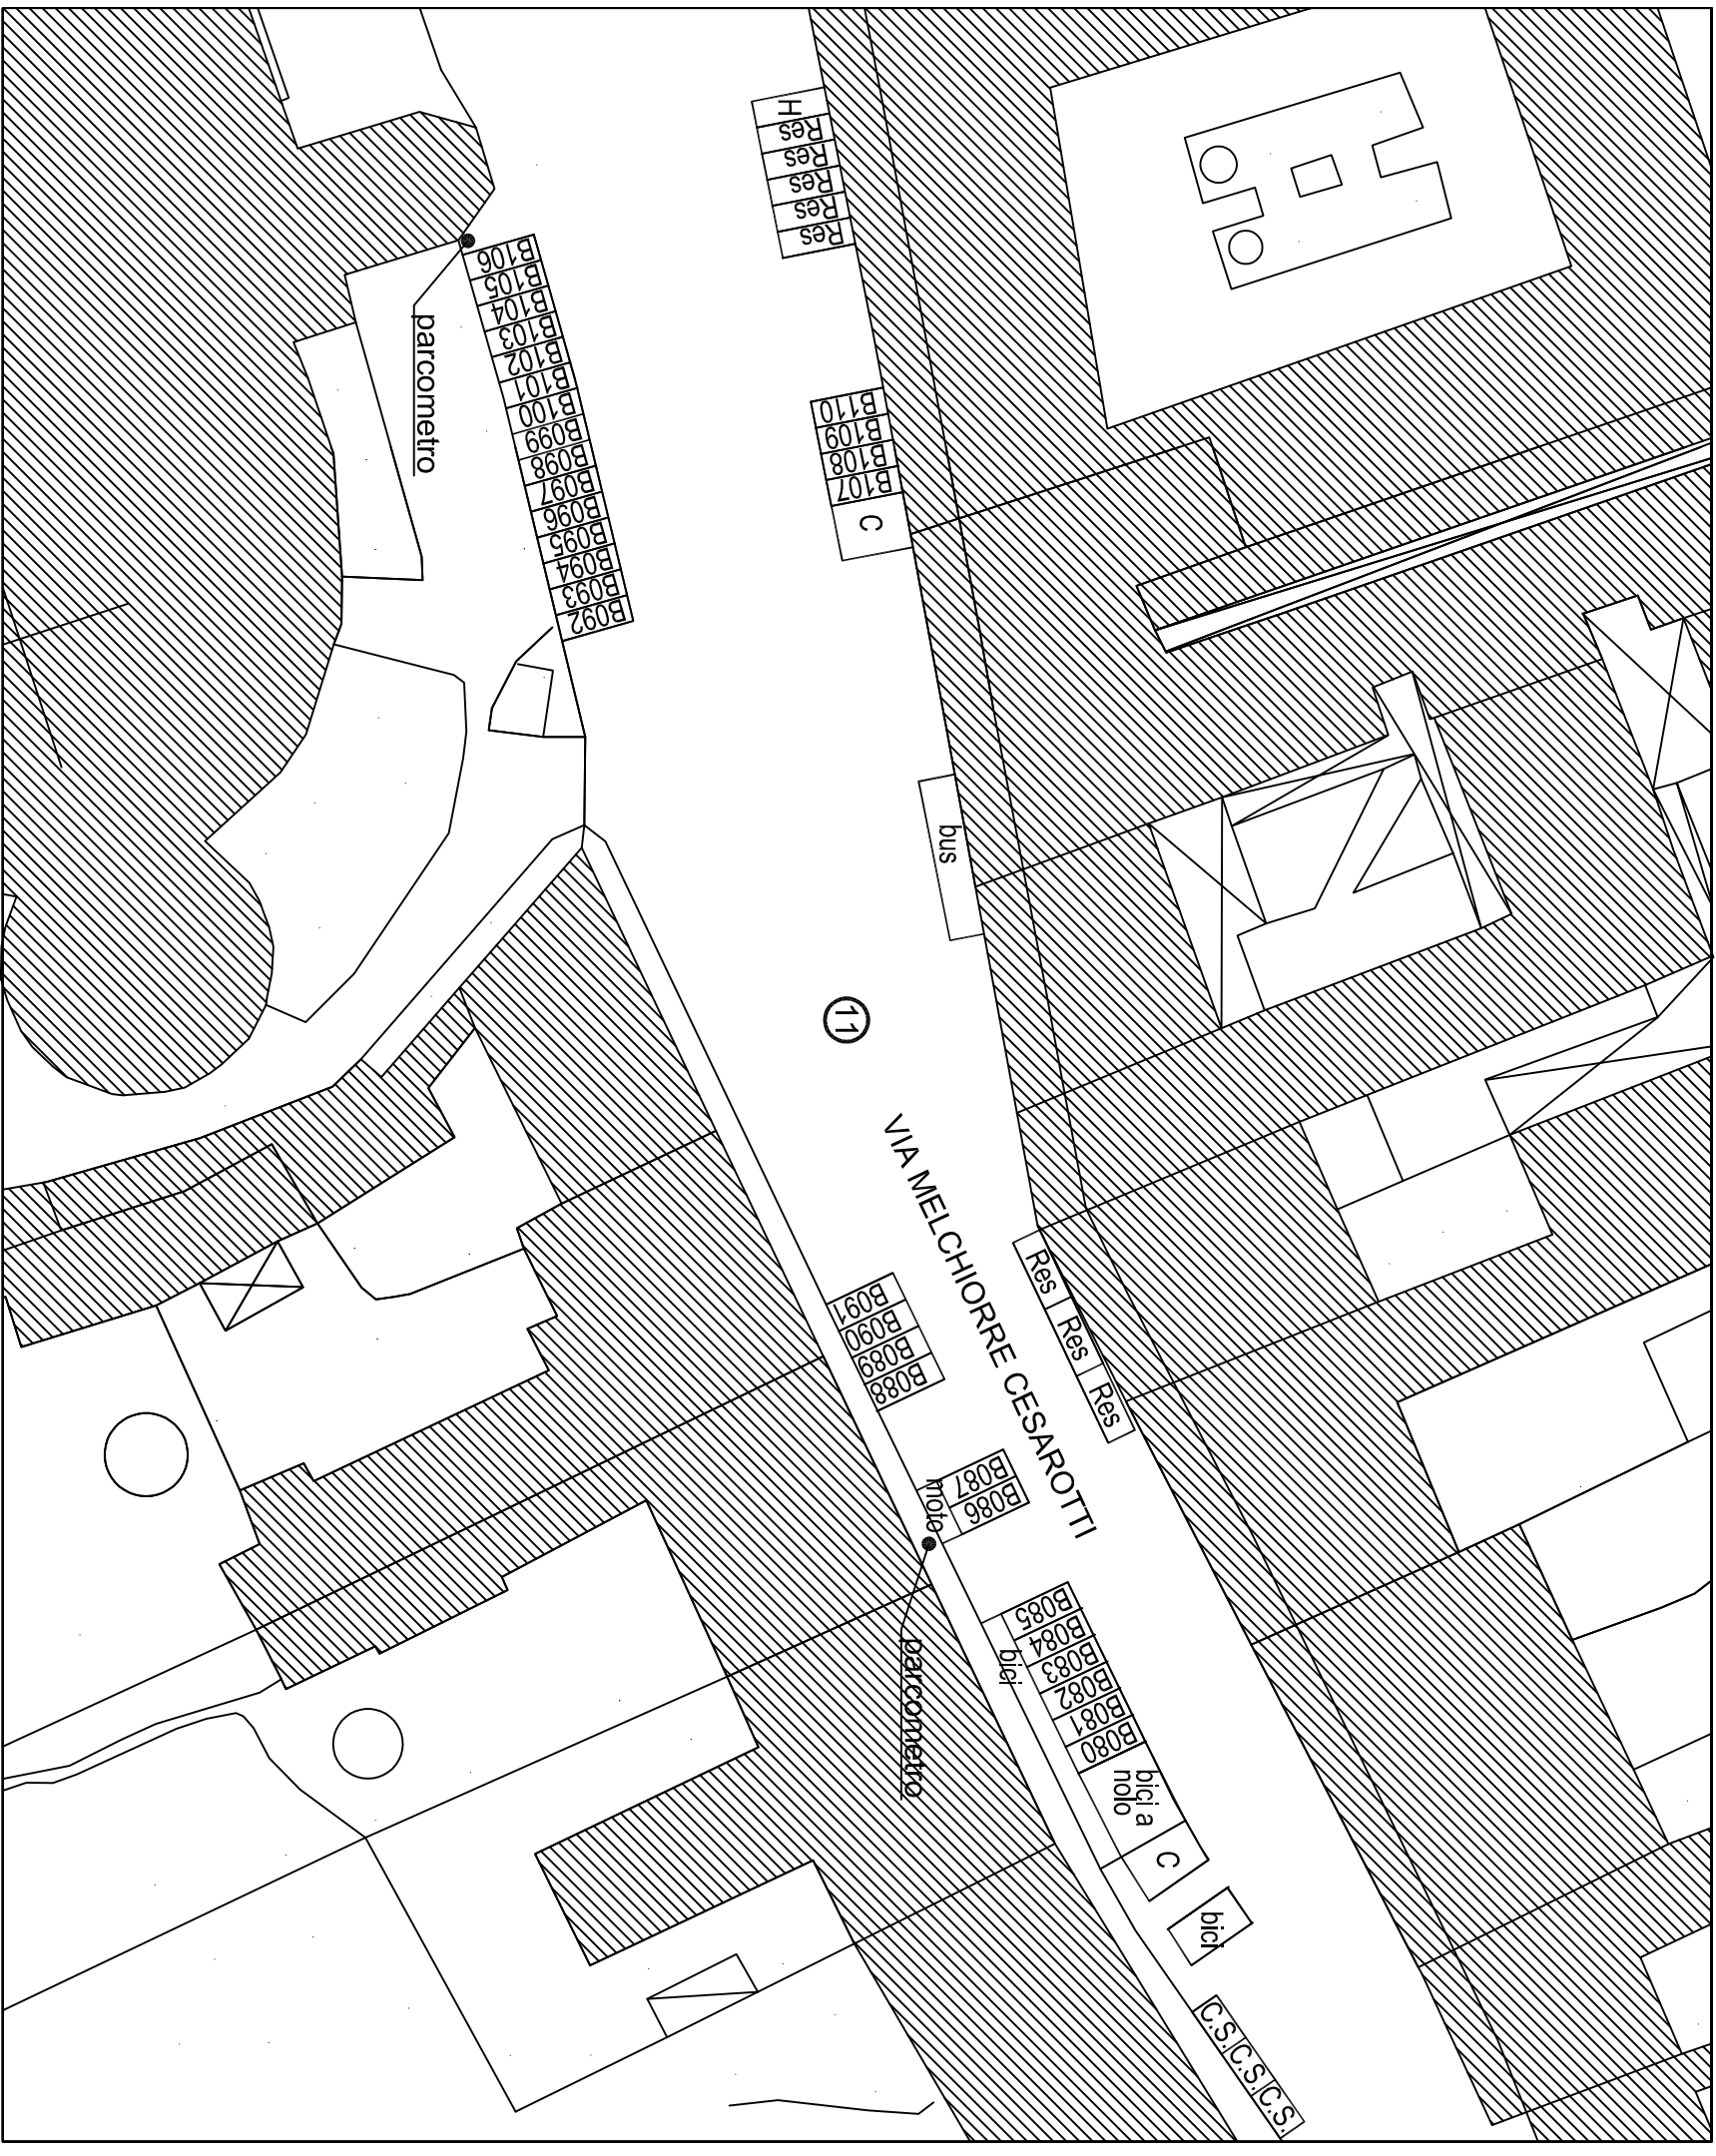 H
Res
Res
Res
Res
Res
B106
B105
B104
B103
B102
B101
B100
B099
B098
B097
B096
B095
B094
B093
B092
parcometro
B110
B109
B108
B107
C
bus
11
VIA MELCHIORRE CESAROTTI
Res
Res
Res
B091
B090
B089
B088
B087
B086
moto
parcometro
B085
B084
B083
B082
B081
B080
bici
bici a
nolo
C
bici
C.S.
C.S.
C.S.